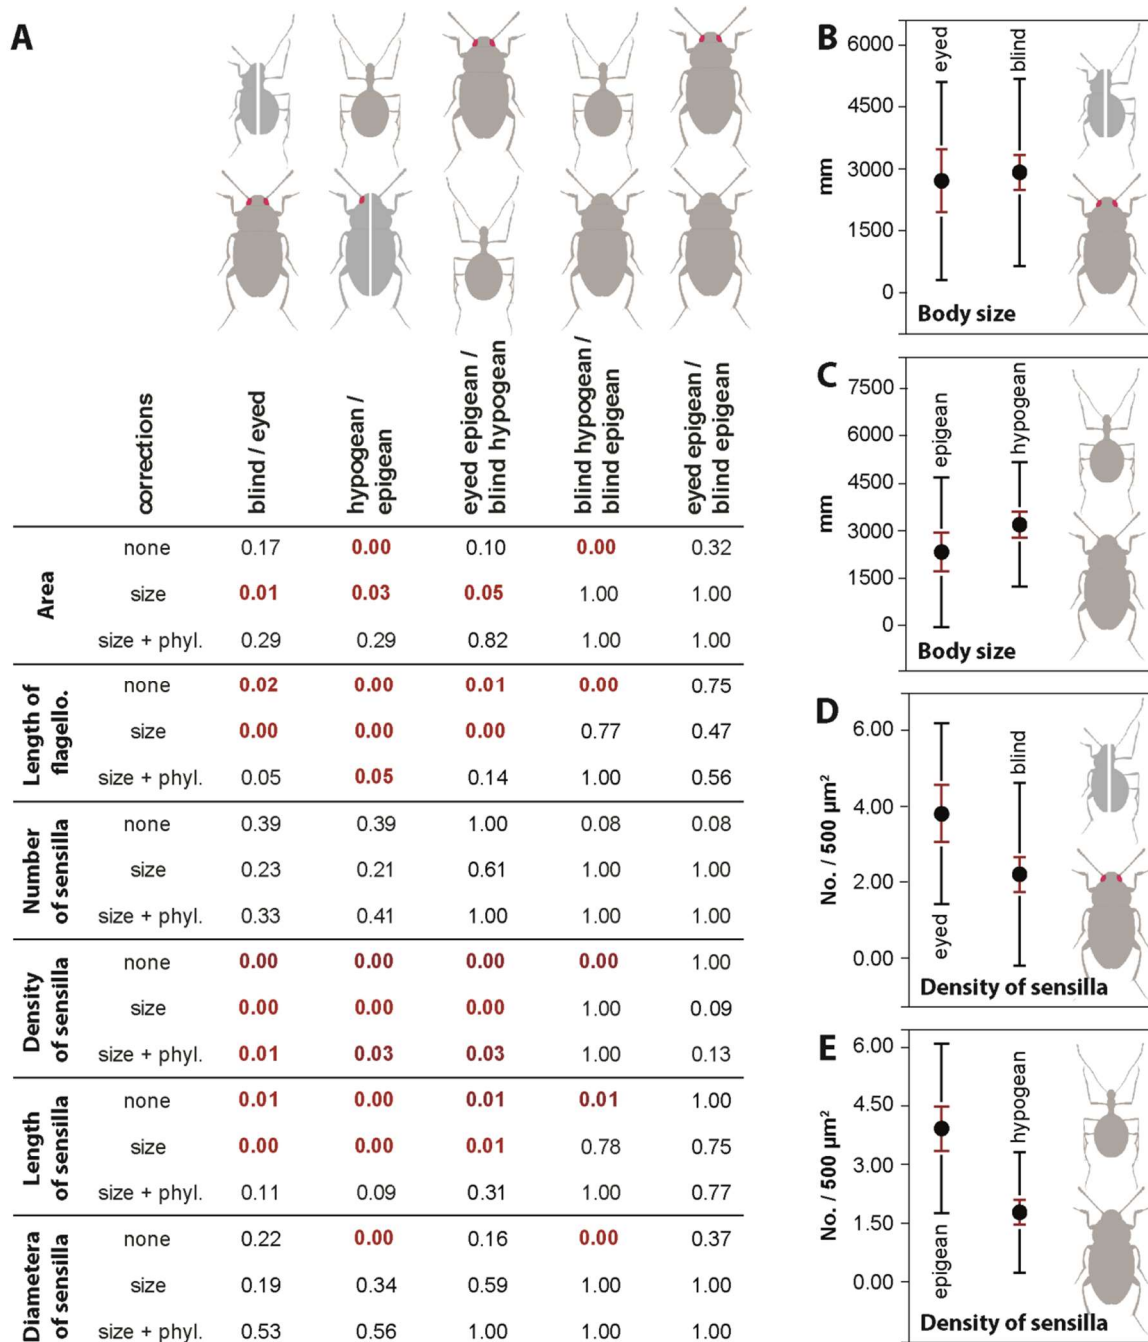 A
corrections
blind / eyed
hypogean /
epigean
eyed epigean /
blind hypogean
blind hypogean /
blind epigean
eyed epigean /
blind epigean
Area
none 0.17 0.00 0.10 0.00 0.32
size 0.01 0.03 0.05 1.00 1.00
size + phyl. 0.29 0.29 0.82 1.00 1.00
Length of
flagello.
none 0.02 0.00 0.01 0.00 0.75
size 0.00 0.00 0.00 0.77 0.47
size + phyl. 0.05 0.05 0.14 1.00 0.56
Number
of sensilla
none 0.39 0.39 1.00 0.08 0.08
size 0.23 0.21 0.61 1.00 1.00
size + phyl. 0.33 0.41 1.00 1.00 1.00
Density
of sensilla
none 0.00 0.00 0.00 0.00 1.00
size 0.00 0.00 0.00 1.00 0.09
size + phyl. 0.01 0.03 0.03 1.00 0.13
Length
of sensilla
none 0.01 0.00 0.01 0.01 1.00
size 0.00 0.00 0.01 0.78 0.75
size + phyl. 0.11 0.09 0.31 1.00 0.77
Diametera
of sensilla
none 0.22 0.00 0.16 0.00 0.37
size 0.19 0.34 0.59 1.00 1.00
size + phyl. 0.53 0.56 1.00 1.00 1.00
B
mm
6000
4500
3000
1500
0
eyed
blind
Body size
C
mm
7500
6000
4500
3000
1500
0
epigean
hypogean
Body size
D
No. / 500 µm²
6.00
4.00
2.00
0.00
eyed
blind
Density of sensilla
E
No. / 500 µm²
6.00
4.50
3.00
1.50
0.00
epigean
hypogean
Density of sensilla